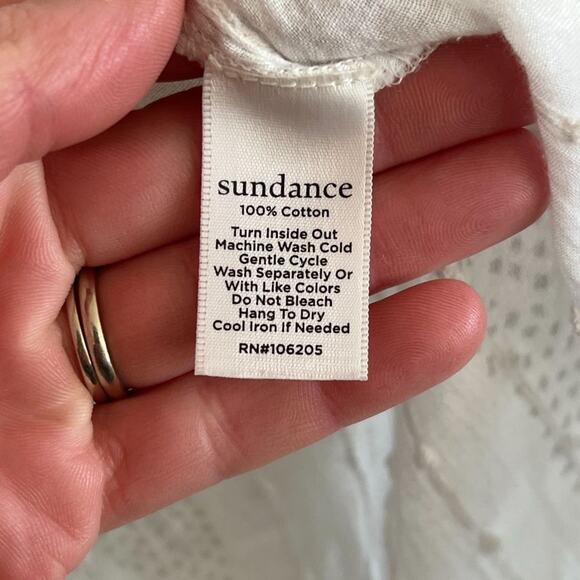 sundance
100% Cotton
Turn Inside Out
Machine Wash Cold
Gentle Cycle
Wash Separately Or
With Like Colors
Do Not Bleach
Hang To Dry
Cool Iron If Needed
RN#106205